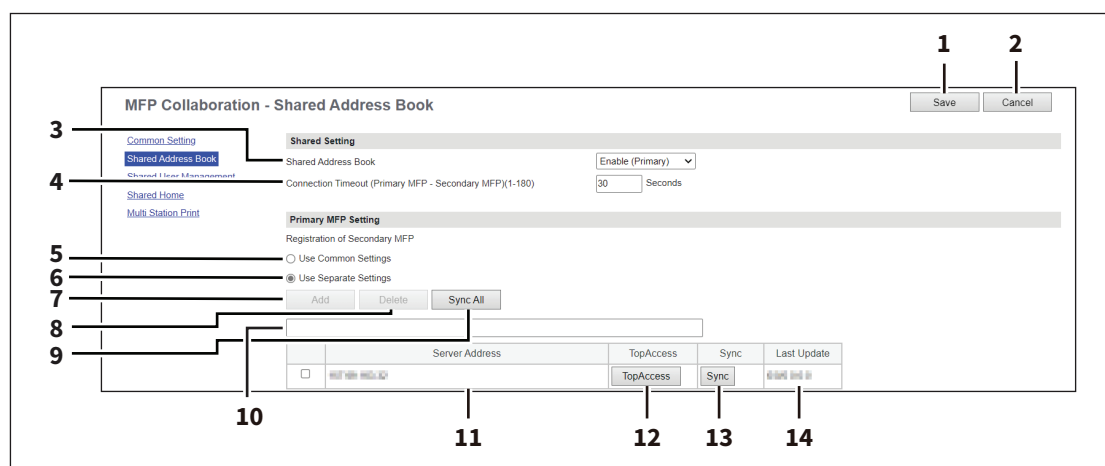 1 2
MFP Collaboration - Shared Address Book Save Cancel
3
Common Setting Shared Setting
Shared Address Book Shared Address Book Enable (Primary)
4
Shared User Management Connection Timeout (Primary MFP - Secondary MFP)(1-180) 30 Seconds
Shared Home
Multi Station Print Primary MFP Setting
Registration of Secondary MFP
5 Use Common Settings
6 Use Separate Settings
7 Add Delete Sync All
8
9 Server Address TopAccess Sync Last Update
TopAccess Sync
10 11 12 13 14